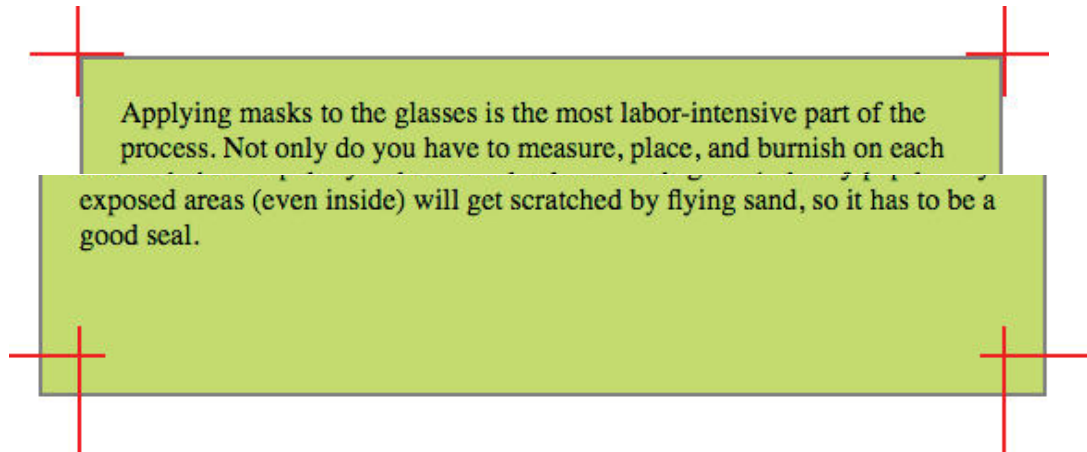 Applying masks to the glasses is the most labor-intensive part of the
process. Not only do you have to measure, place, and burnish on each
exposed areas (even inside) will get scratched by flying sand, so it has to be a
good seal.